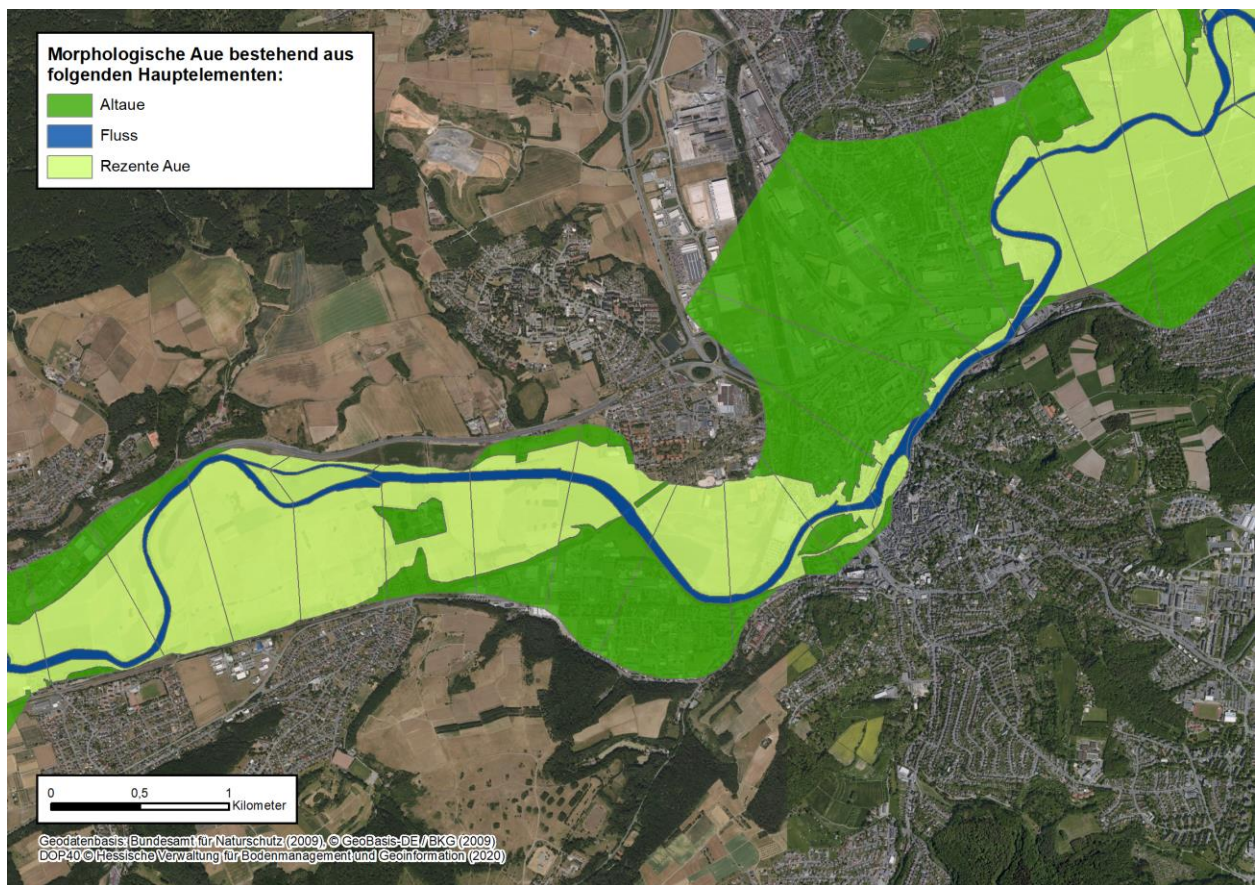 Morphologische Aue bestehend aus
folgenden Hauptelementen:
Altaue
Fluss
Rezente Aue
0 0,5 1
Kilometer
Geodatenbasis: Bundesamt für Naturschutz (2009), © GeoBasis-DE / BKG (2009)
DOP40 © Hessische Verwaltung für Bodenmanagement und Geoinformation (2020)